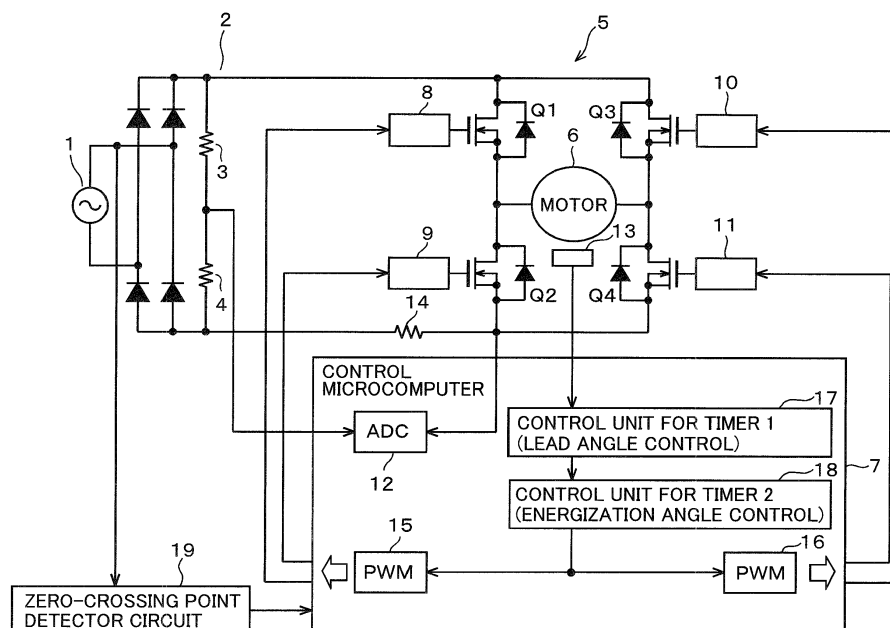 2
5
8
Q1
Q3
10
1
3
6
MOTOR
9
13
11
4
14
Q2
Q4
CONTROL
MICROCOMPUTER
17
ADC
CONTROL UNIT FOR TIMER 1
(LEAD ANGLE CONTROL)
12
18
7
CONTROL UNIT FOR TIMER 2
(ENERGIZATION ANGLE CONTROL)
15
16
PWM
PWM
19
ZERO-CROSSING POINT
DETECTOR CIRCUIT